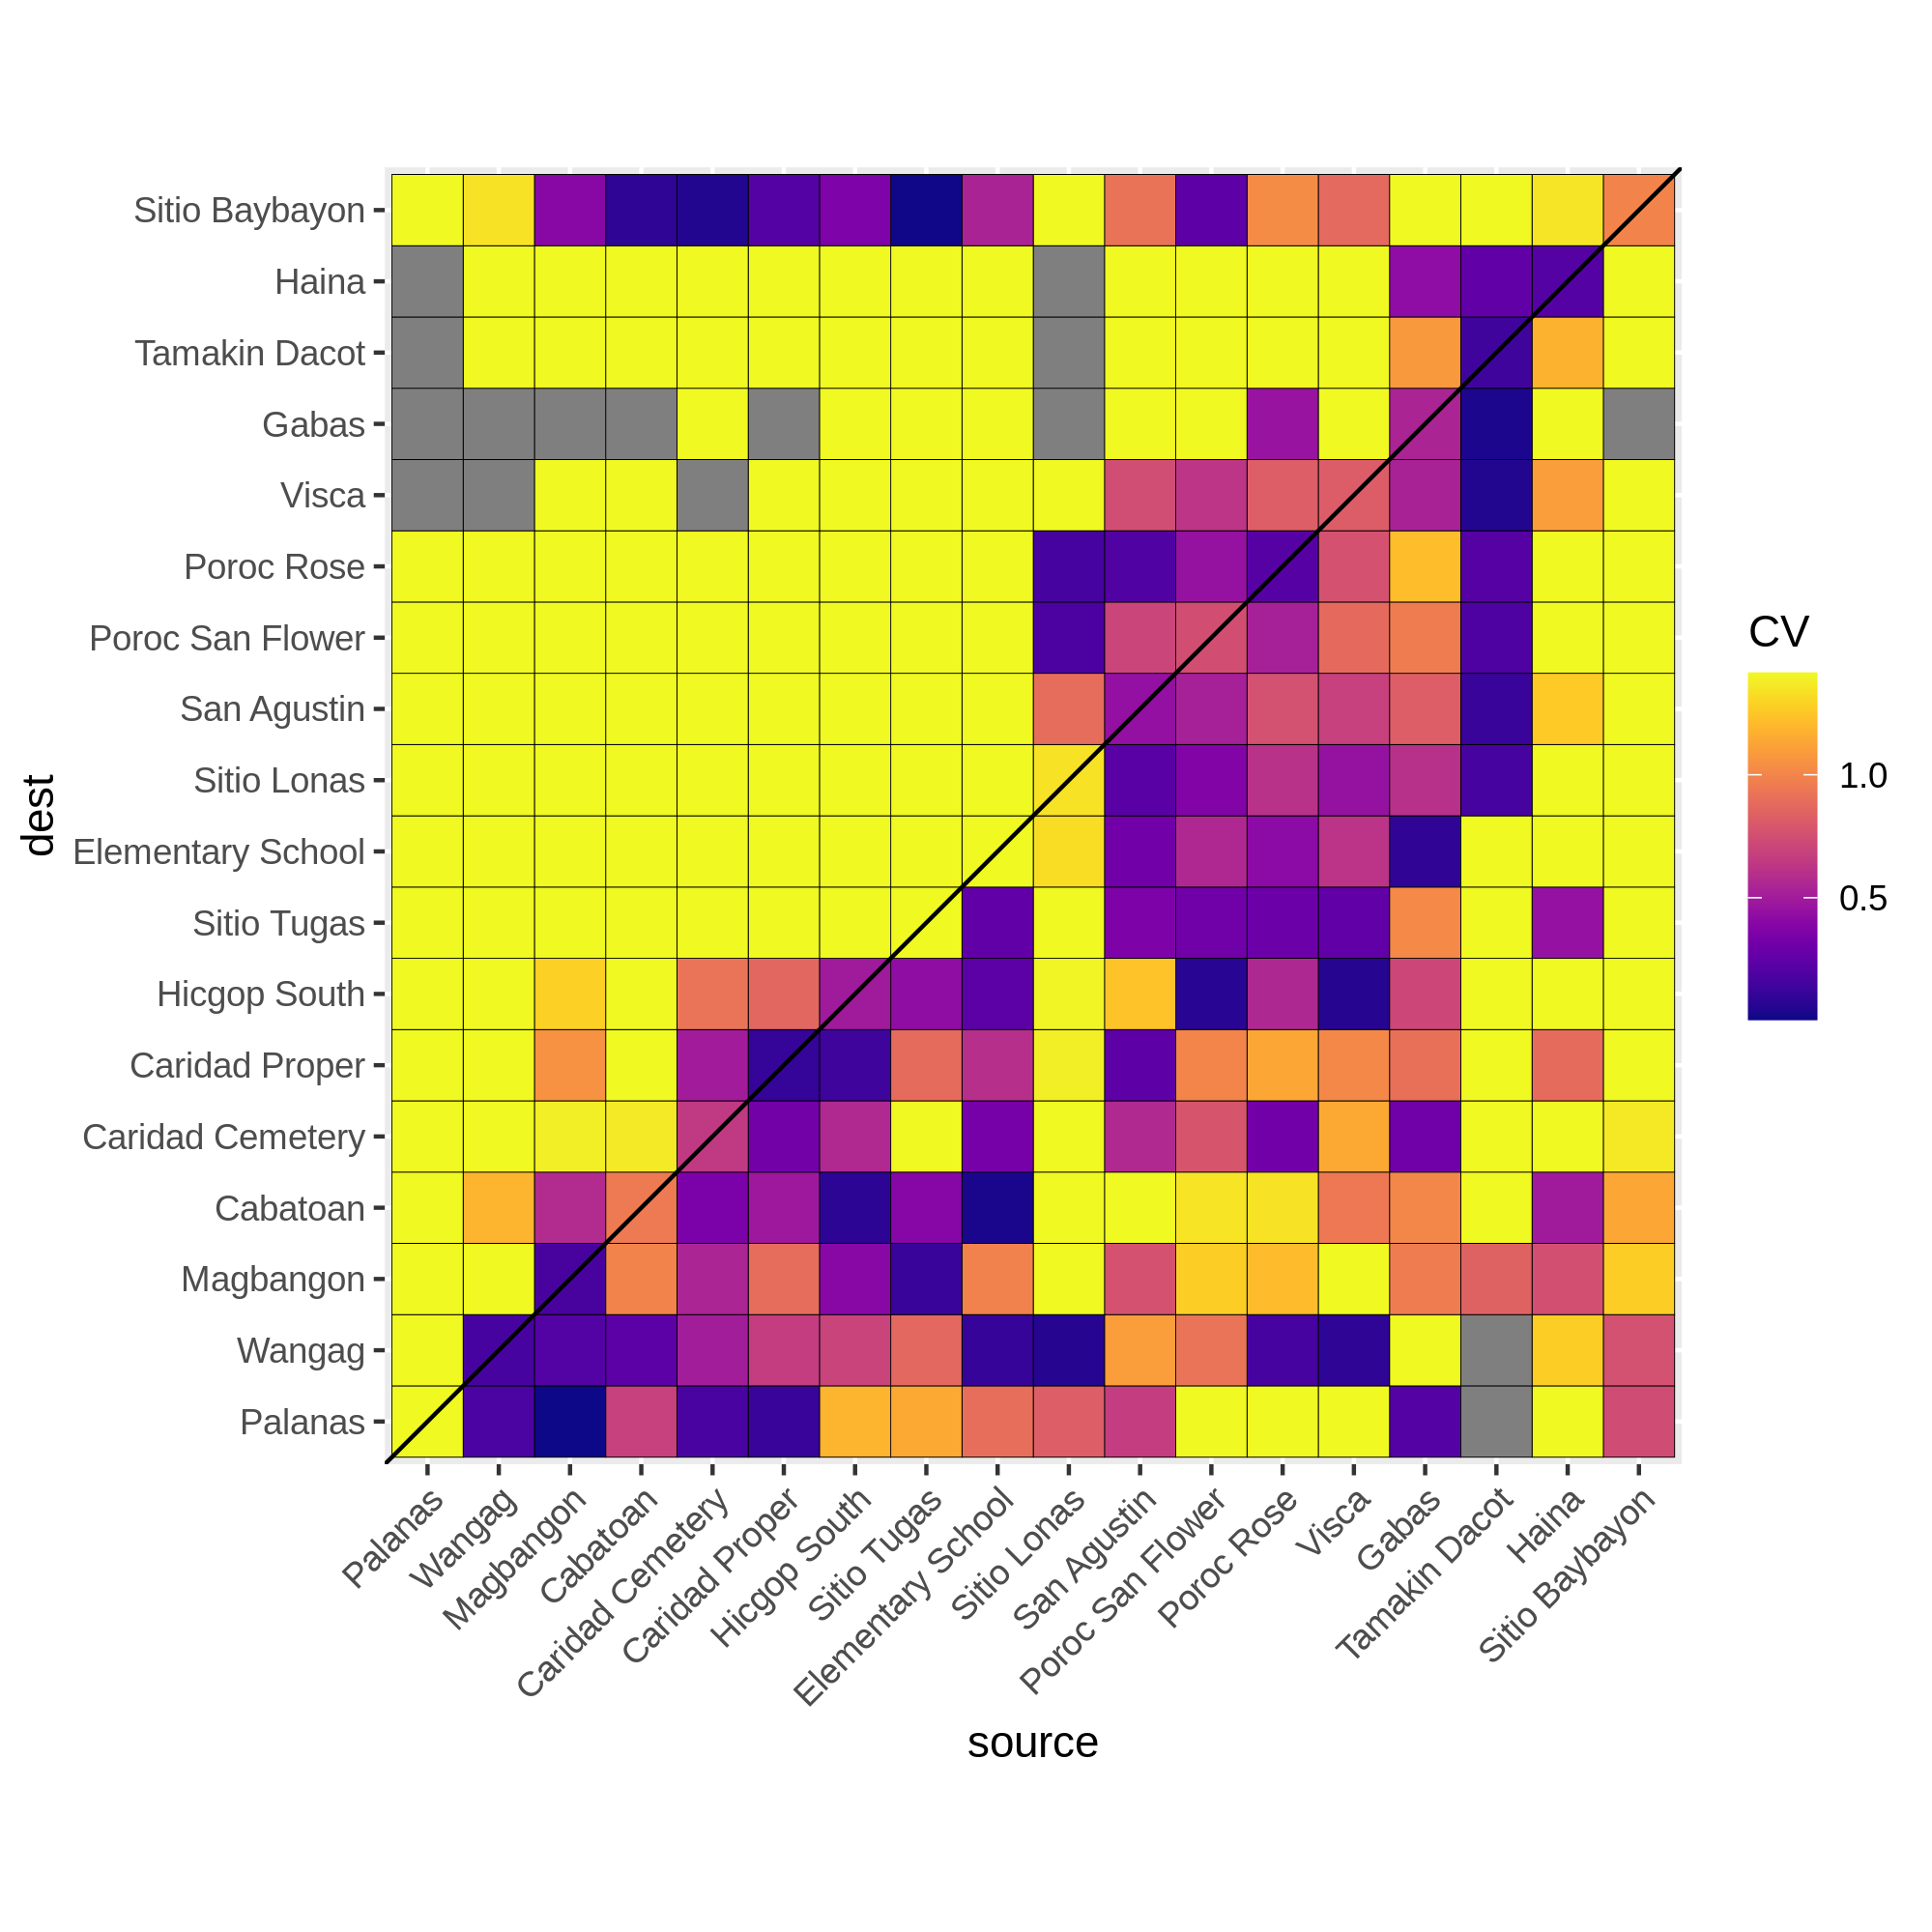 Sitio Baybayon
Haina
Tamakin Dacot
Gabas
Visca
Poroc Rose
Poroc San Flower
San Agustin
Sitio Lonas
Elementary School
Sitio Tugas
Hicgop South
Caridad Proper
Caridad Cemetery
Cabatoan
Magbangon
Wangag
Palanas
dest
Palanas
Wangag
Magbangon
Cabatoan
Caridad Cemetery
Caridad Proper
Hicgop South
Sitio Tugas
Elementary School
Sitio Lonas
San Agustin
Poroc San Flower
Poroc Rose
Visca
Gabas
Tamakin Dacot
Haina
Sitio Baybayon
source
CV
1.0
0.5